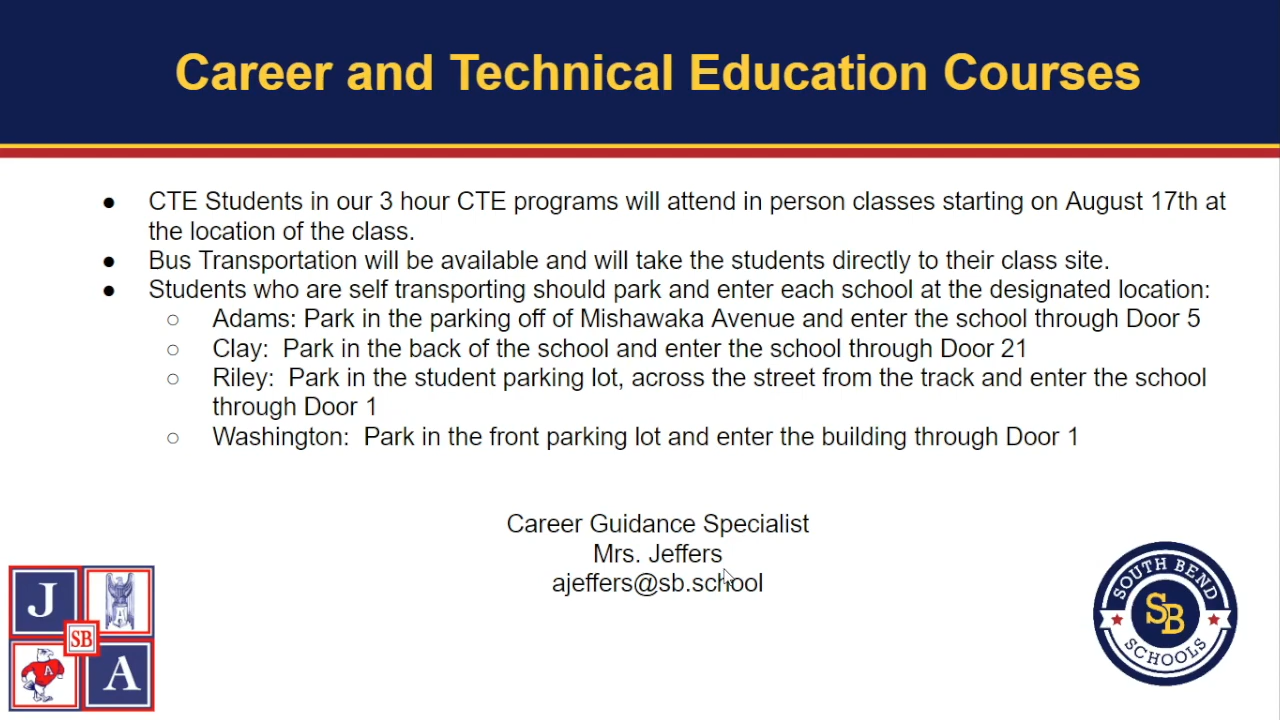 Career and Technical Education Courses
● CTE Students in our 3 hour CTE programs will attend in person classes starting on August 17th at
the location of the class.
● Bus Transportation will be available and will take the students directly to their class site.
● Students who are self transporting should park and enter each school at the designated location:
○ Adams: Park in the parking off of Mishawaka Avenue and enter the school through Door 5
○ Clay: Park in the back of the school and enter the school through Door 21
○ Riley: Park in the student parking lot, across the street from the track and enter the school
through Door 1
○ Washington: Park in the front parking lot and enter the building through Door 1
Career Guidance Specialist
Mrs. Jeffers
ajeffers@sb.school
J
A
SB
A
A
SOUTH BEND
SB
SCHOOLS